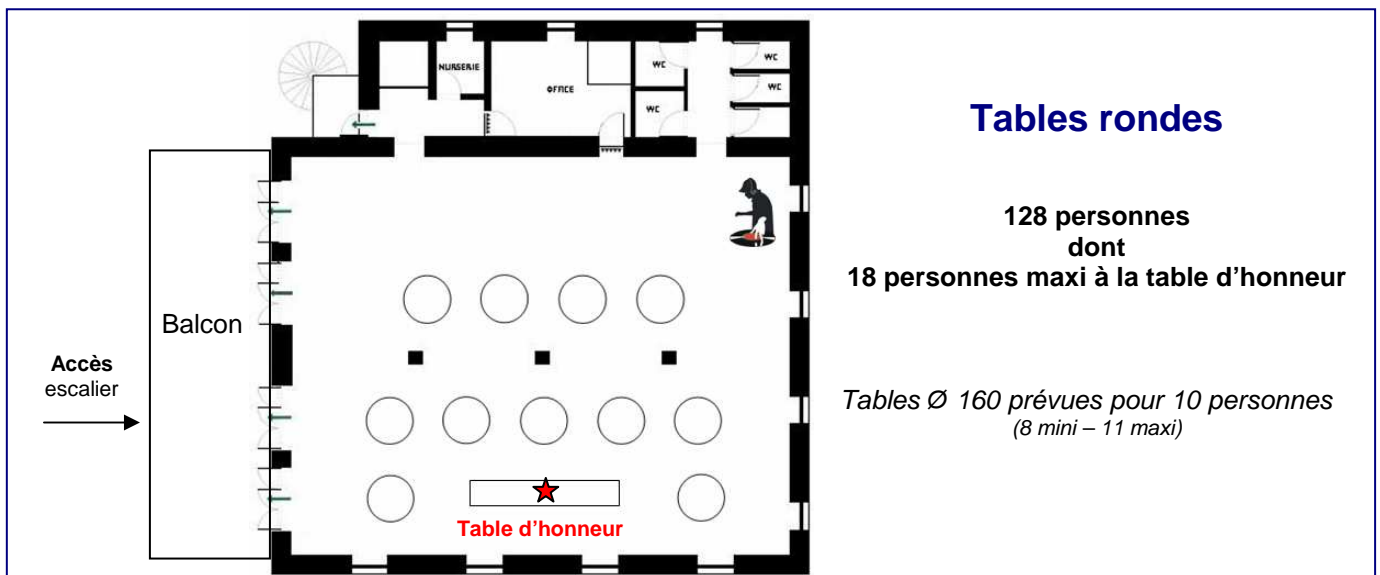 NURSERIE
OFFICE
WC
WC
WC
WC
Tables rondes
128 personnes
dont
18 personnes maxi à la table d’honneur
Balcon
Accès
escalier
Tables Ø 160 prévues pour 10 personnes
(8 mini – 11 maxi)
Table d’honneur